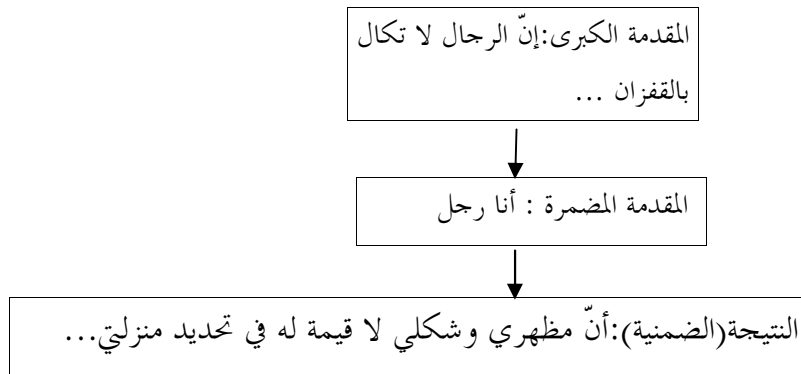 المقدمة الكبرى:إنّ الرجال لا تكال
بالقفزان ...
المقدمة المضمرة : أنا رجل
النتيجة(الضمنية):أنّ مظهري وشكلي لا قيمة له في تحديد منزلتي...